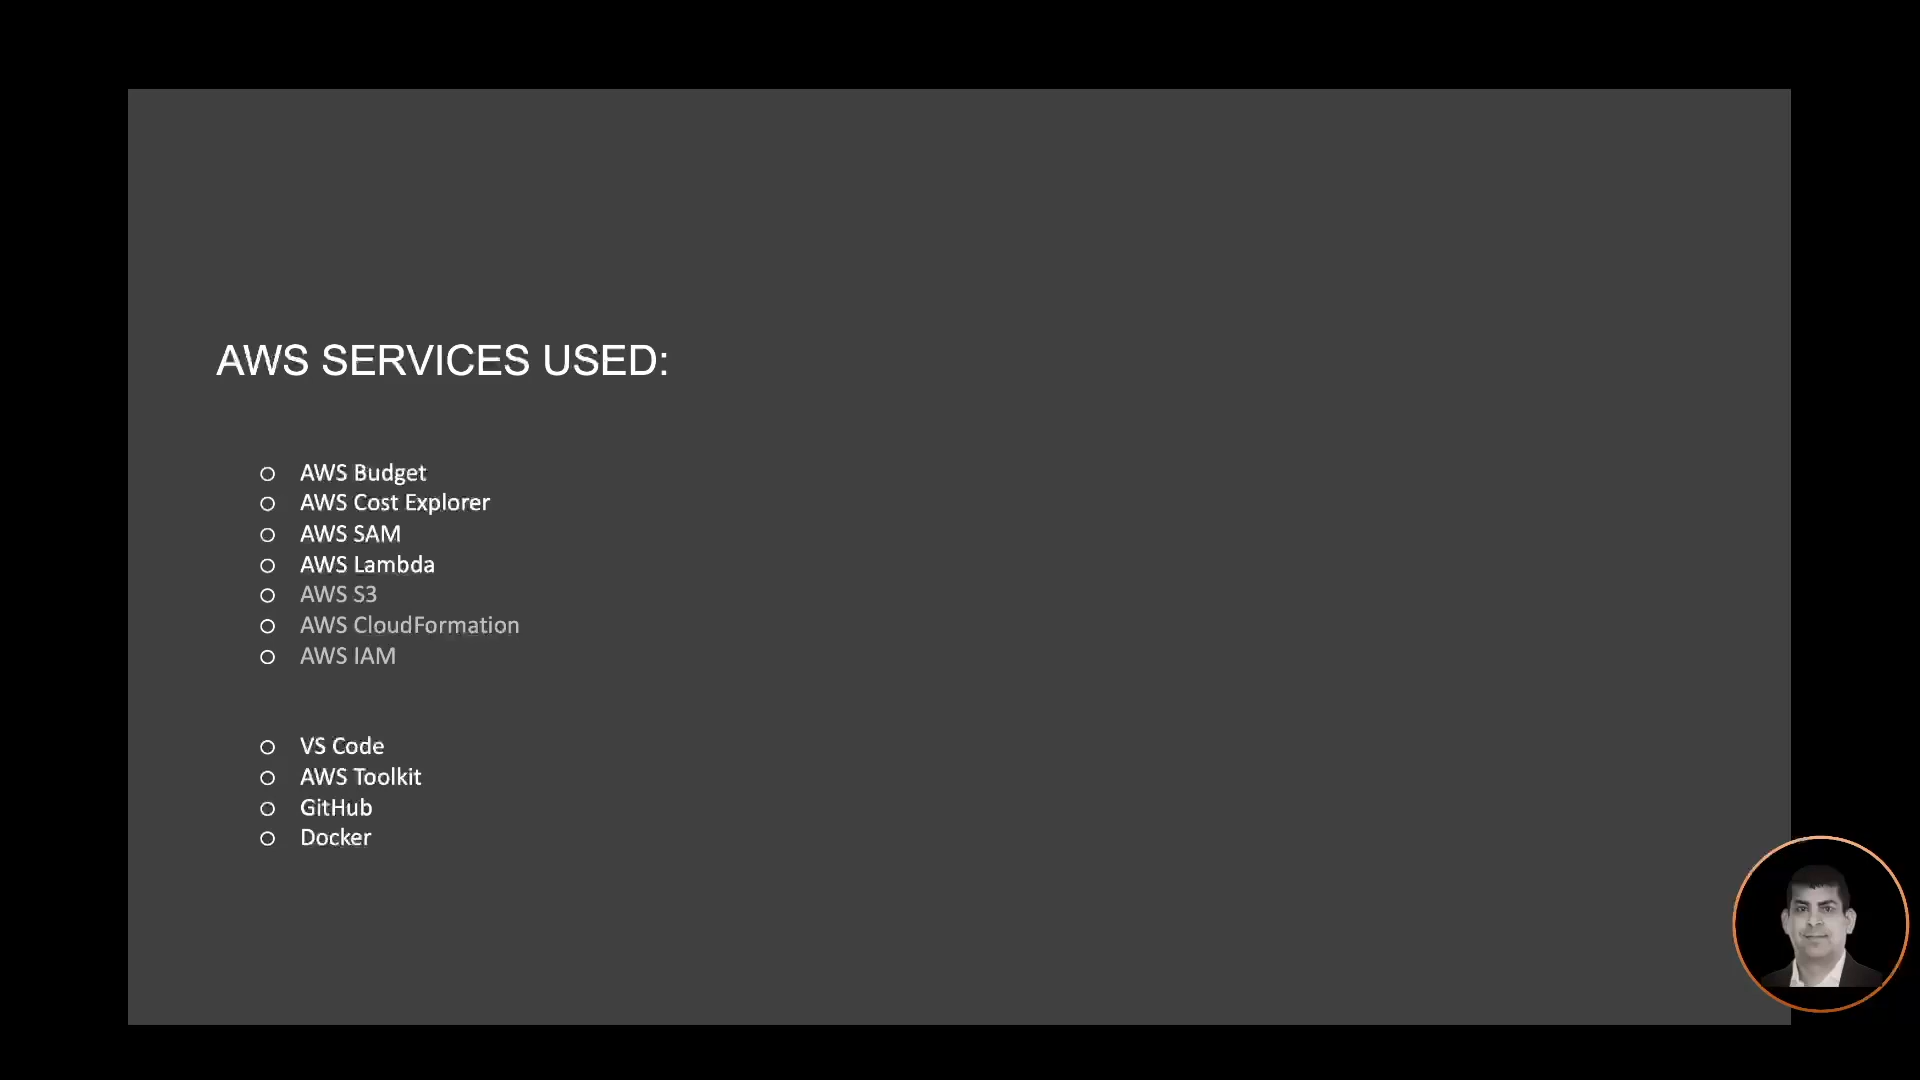 AWS SERVICES USED:
AWS Budget
AWS Cost Explorer
AWS SAM
AWS Lambda
AWS S3
AWS CloudFormation
AWS IAM
VS Code
AWS Toolkit
GitHub
Docker